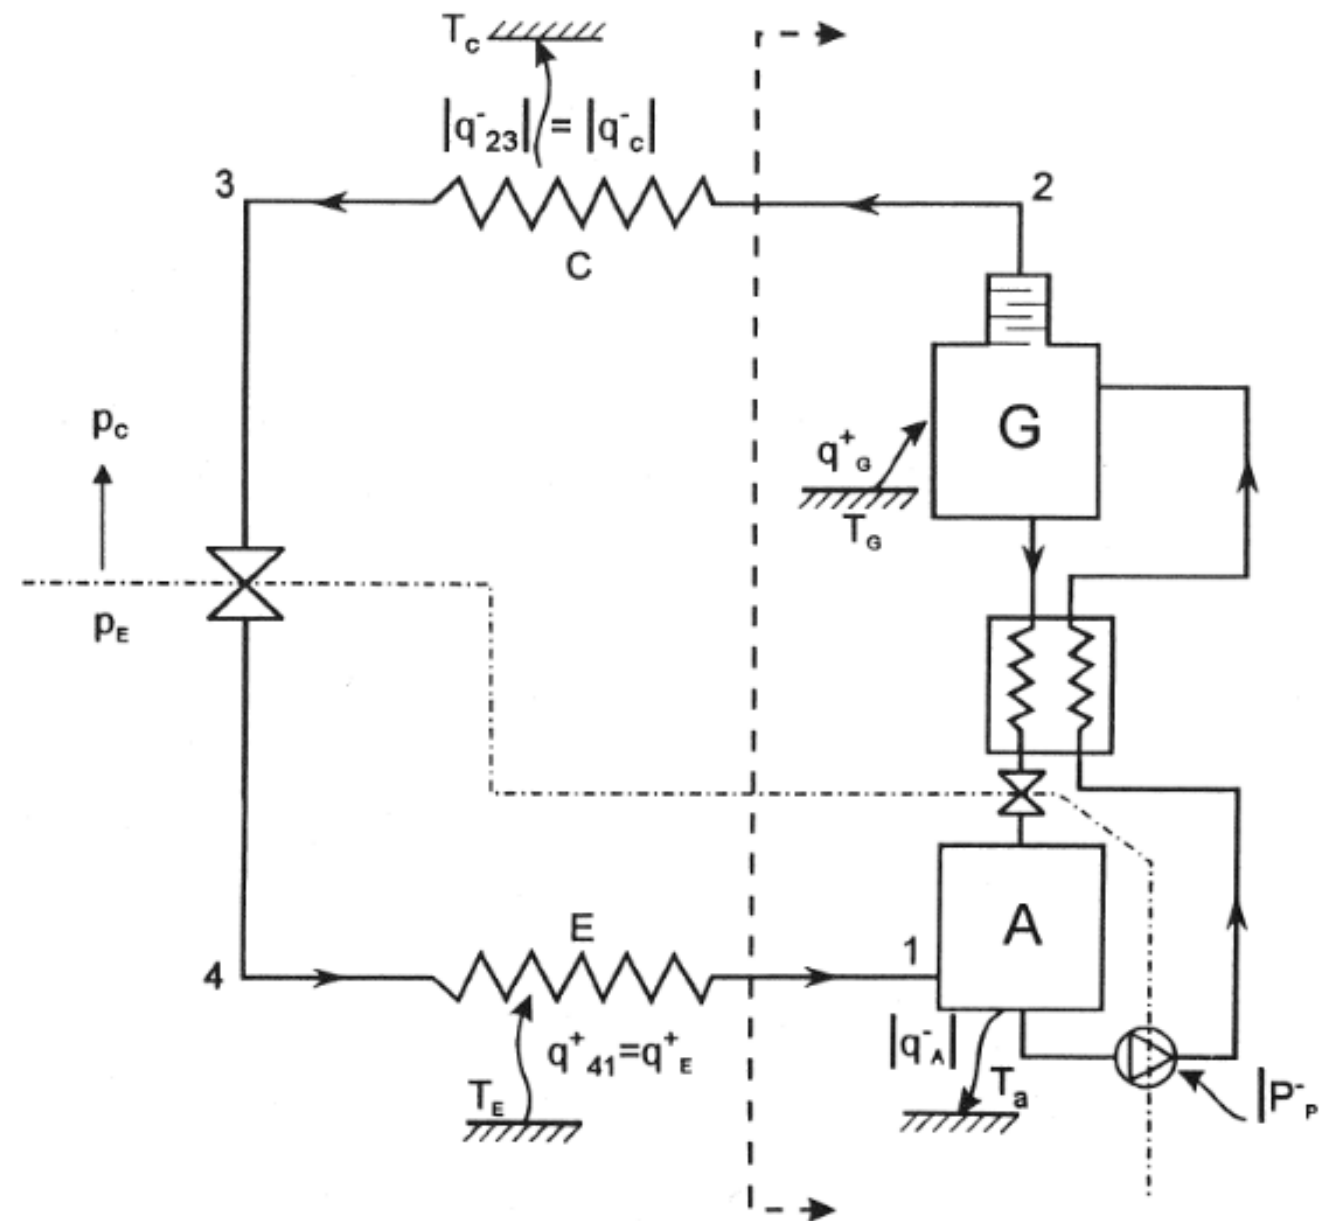 T_c
|q⁻₂₃| = |q⁻_c|
3
2
C
p_C
G
q⁺_G
T_G
p_E
E
A
1
4
q⁺₄₁=q⁺_E
|q⁻_A|
T_E
T_a
|P⁻_P